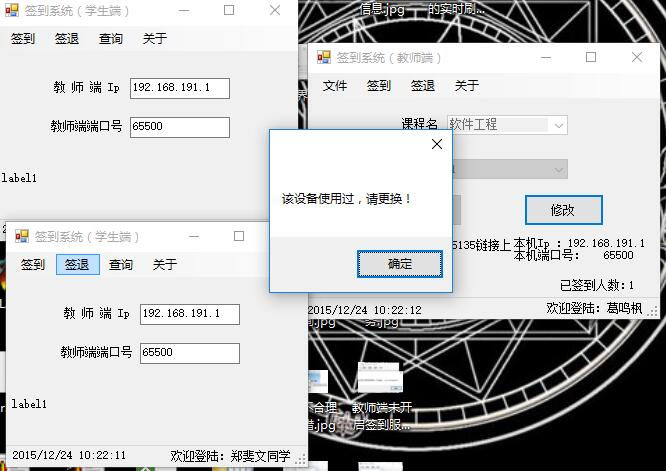 签到系统（学生端）
签到 签退 查询 关于
教 师 端 Ip 192.168.191.1
教师端端口号 65500
label1
信息.jpg
的实时刷...
签到系统（教师端）
文件 签到 签退 关于
课程名 软件工程
修改
5135链接上
本机Ip ：192.168.191.1
本机端口号： 65500
已签到人数：1
2015/12/24 10:22:12 欢迎登陆：葛鸣枫
该设备使用过，请更换！
确定
签到系统（学生端）
签到 签退 查询 关于
教 师 端 Ip 192.168.191.1
教师端端口号 65500
label1
2015/12/24 10:22:11 欢迎登陆：郑斐文同学
.jpg
.jpg
合理
.jpg
教师端未开
启签到服...